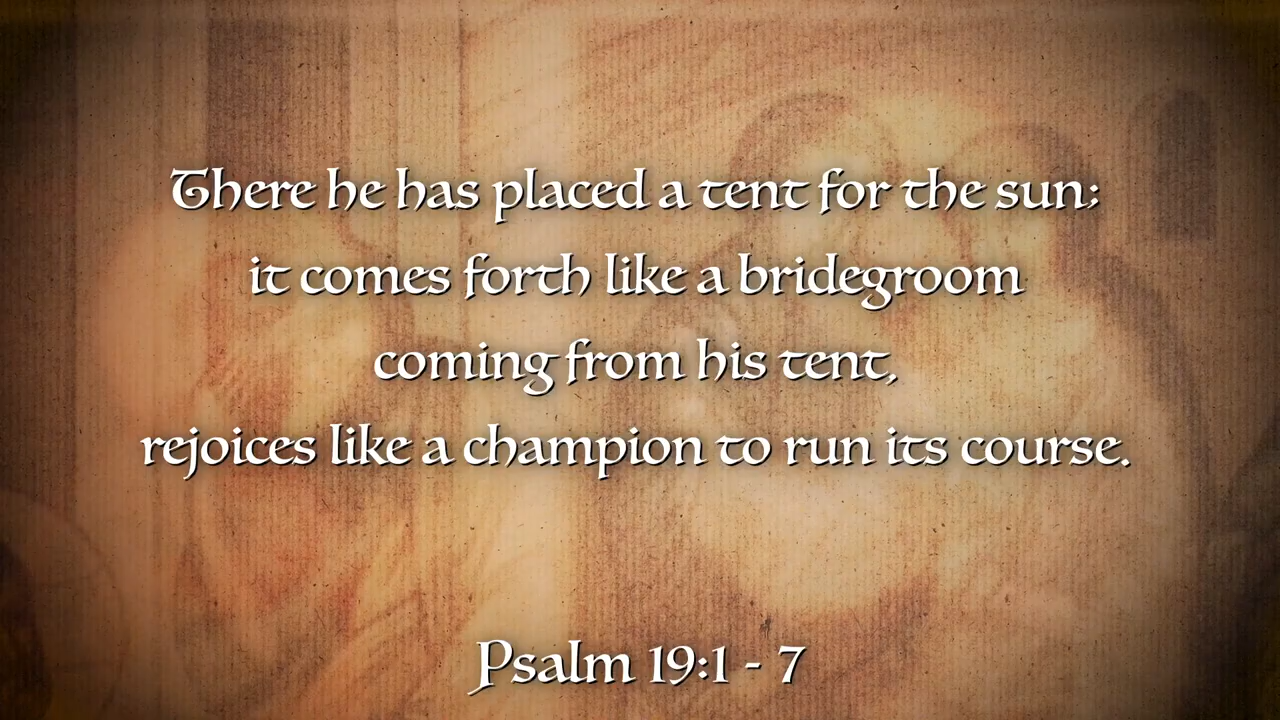 There he has placed a tent for the sun;
it comes forth like a bridegroom
coming from his tent,
rejoices like a champion to run its course.
Psalm 19:1 - 7